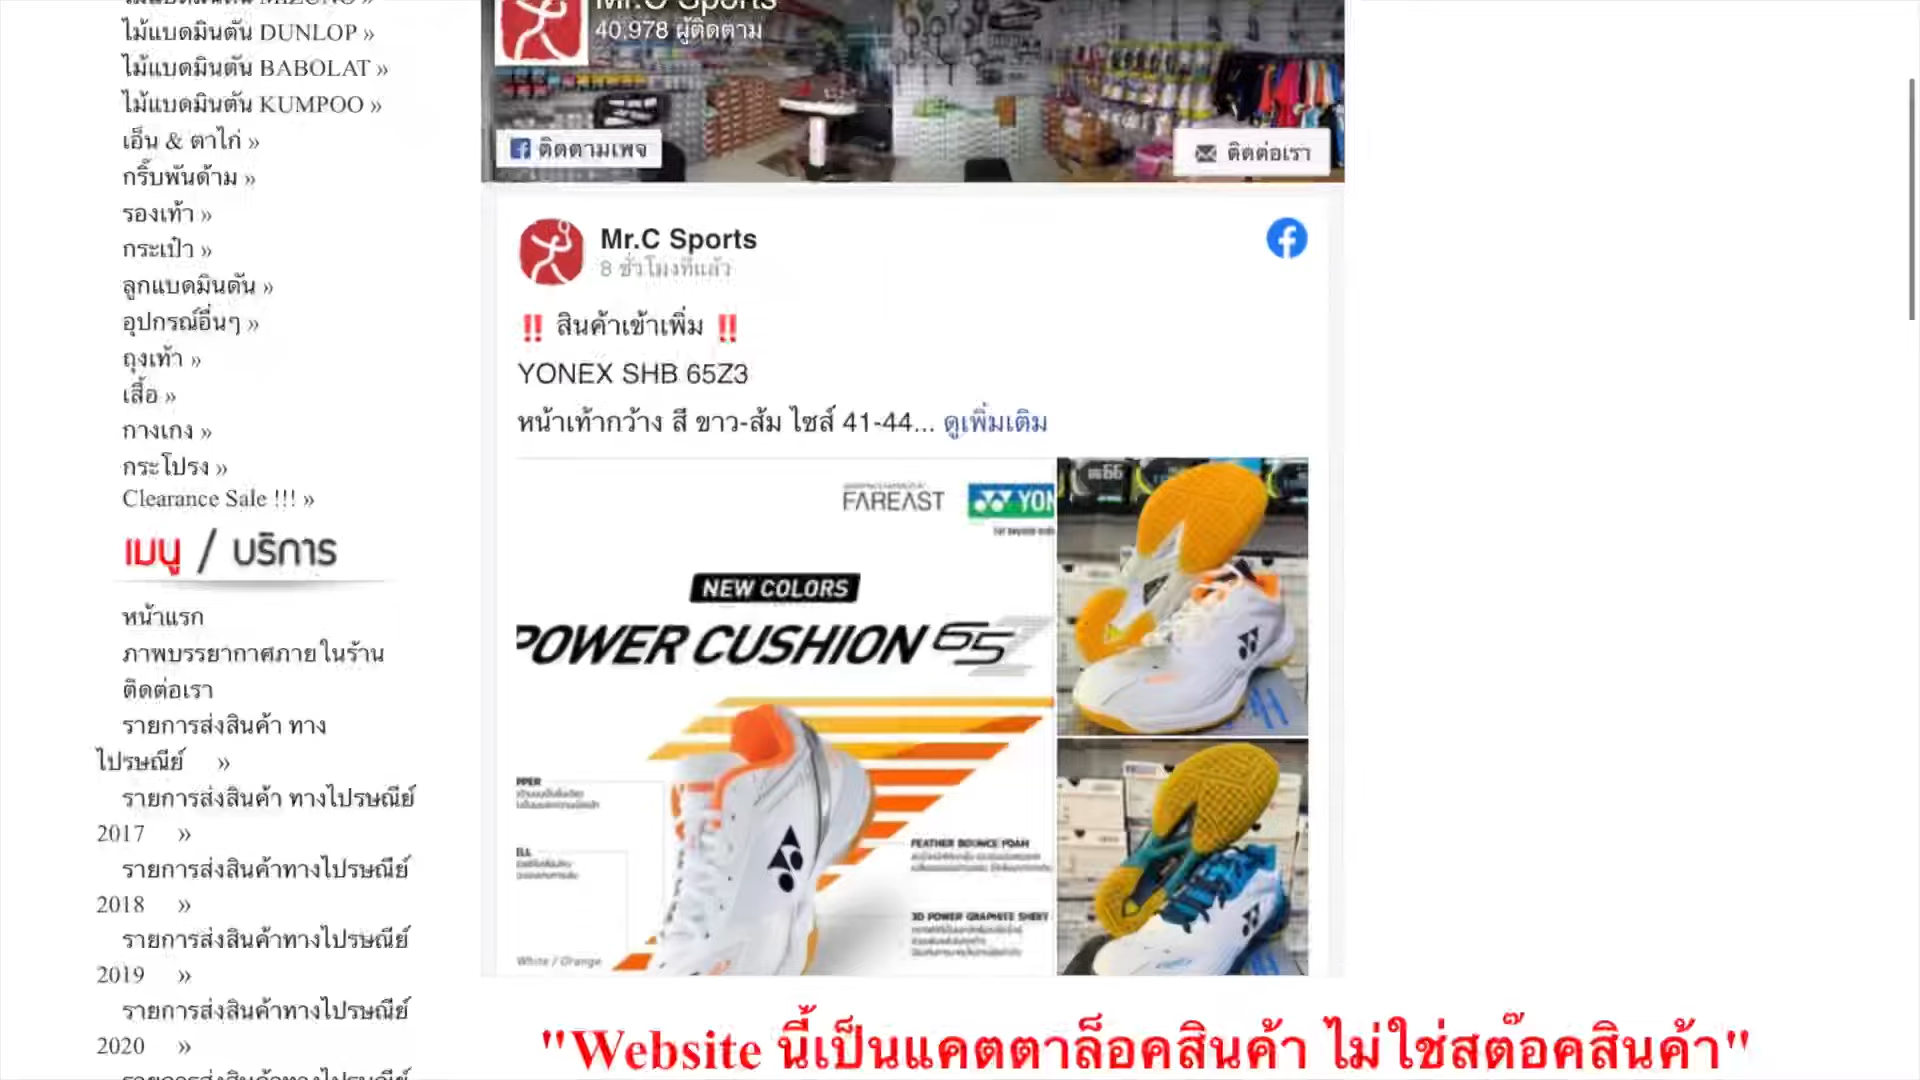 ไม้แบดมินตัน MIZUNO »
ไม้แบดมินตัน DUNLOP »
ไม้แบดมินตัน BABOLAT »
ไม้แบดมินตัน KUMPOO »
เอ็น & ตาไก่ »
กริ๊บพันด้าม »
รองเท้า »
กระเป๋า »
ลูกแบดมินตัน »
อุปกรณ์อื่นๆ »
ถุงเท้า »
เสื้อ »
กางเกง »
กระโปรง »
Clearance Sale !!! »
เมนู / บริการ
หน้าแรก
ภาพบรรยากาศภายในร้าน
ติดต่อเรา
รายการส่งสินค้า ทาง
ไปรษณีย์ »
รายการส่งสินค้า ทางไปรษณีย์
2017 »
รายการส่งสินค้าทางไปรษณีย์
2018 »
รายการส่งสินค้าทางไปรษณีย์
2019 »
รายการส่งสินค้าทางไปรษณีย์
2020 »
Mr.C Sports
40,978 ผู้ติดตาม
ติดตามเพจ
ติดต่อเรา
Mr.C Sports
8 ชั่วโมงที่แล้ว
‼ สินค้าเข้าเพิ่ม ‼
YONEX SHB 65Z3
หน้าเท้ากว้าง สี ขาว-ส้ม ไซส์ 41-44... ดูเพิ่มเติม
FAREAST
YON
NEW COLORS
POWER CUSHION 65Z
PPER
FEATHER BOUNCE FOAM
3D POWER GRAPHITE SHEET
White / Orange
"Website นี้เป็นแคตตาล็อคสินค้า ไม่ใช่สต๊อคสินค้า"